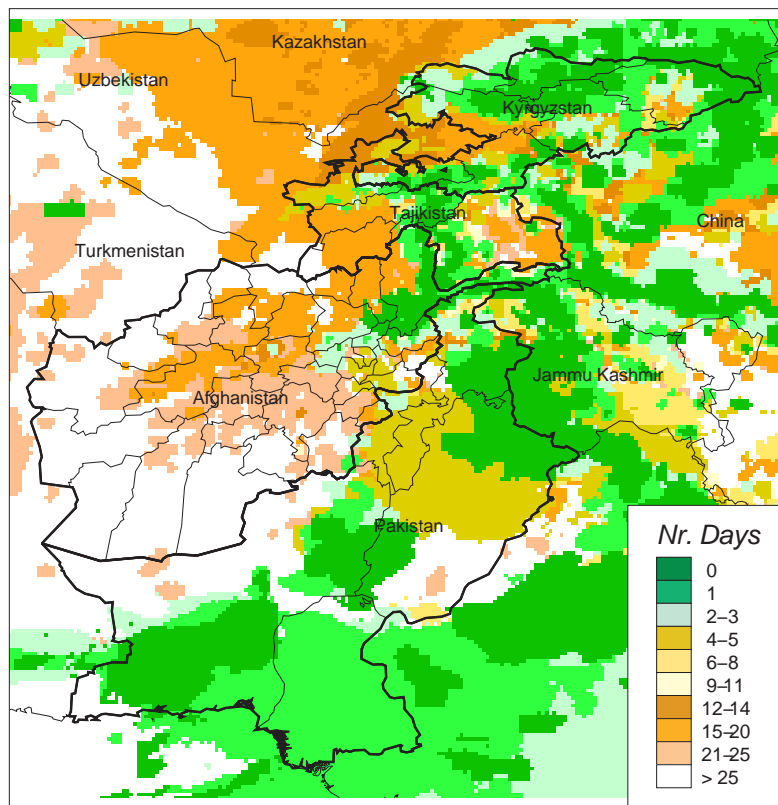 Kazakhstan
Uzbekistan
Kyrgyzstan
Tajikistan
China
Turkmenistan
Jammu Kashmir
Afghanistan
Pakistan
Nr. Days
0
1
2–3
4–5
6–8
9–11
12–14
15–20
21–25
> 25